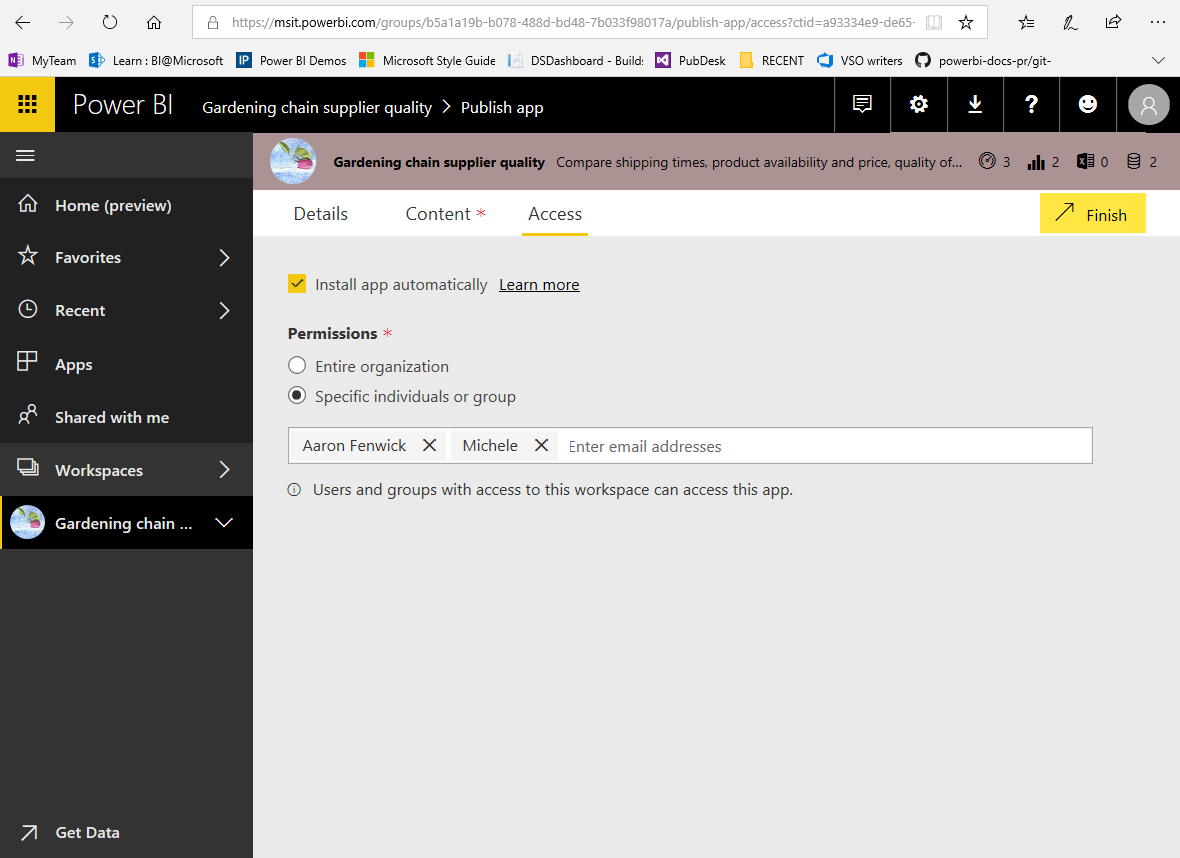 https://msit.powerbi.com/groups/b5a1a19b-b078-488d-bd48-7b033f98017a/publish-app/access?ctid=a93334e9-de65-
MyTeam Learn : BI@Microsoft Power BI Demos Microsoft Style Guide DSDashboard - Build: PubDesk RECENT VSO writers powerbi-docs-pr/git-
Power BI Gardening chain supplier quality > Publish app
Gardening chain supplier quality Compare shipping times, product availability and price, quality of... 3 2 0 2
Details Content * Access Finish
Home (preview)
Favorites
Recent
Apps
Shared with me
Workspaces
Gardening chain ...
Get Data
Install app automatically Learn more
Permissions *
Entire organization
Specific individuals or group
Aaron Fenwick Michele Enter email addresses
Users and groups with access to this workspace can access this app.